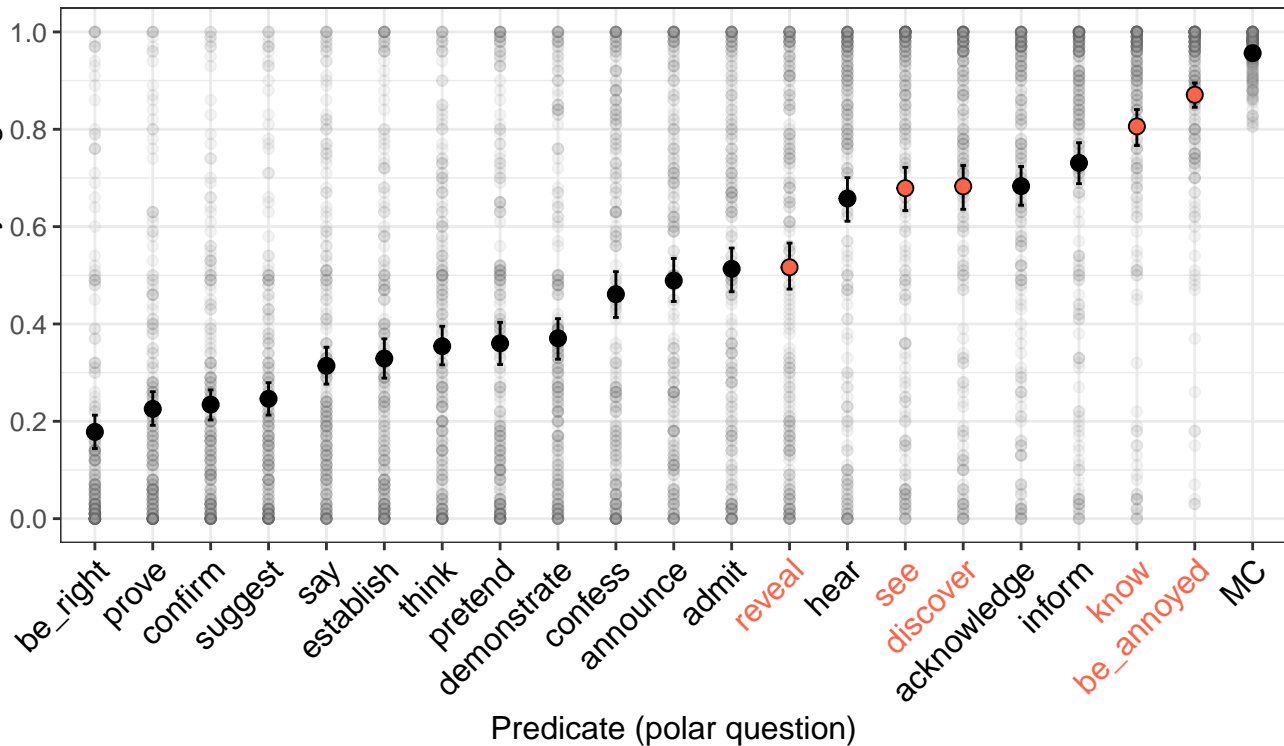 1.0
0.8
0.6
0.4
0.2
0.0
be_right
prove
confirm
suggest
say
establish
think
pretend
demonstrate
confess
announce
admit
reveal
hear
see
discover
acknowledge
inform
know
be_annoyed
MC
Predicate (polar question)